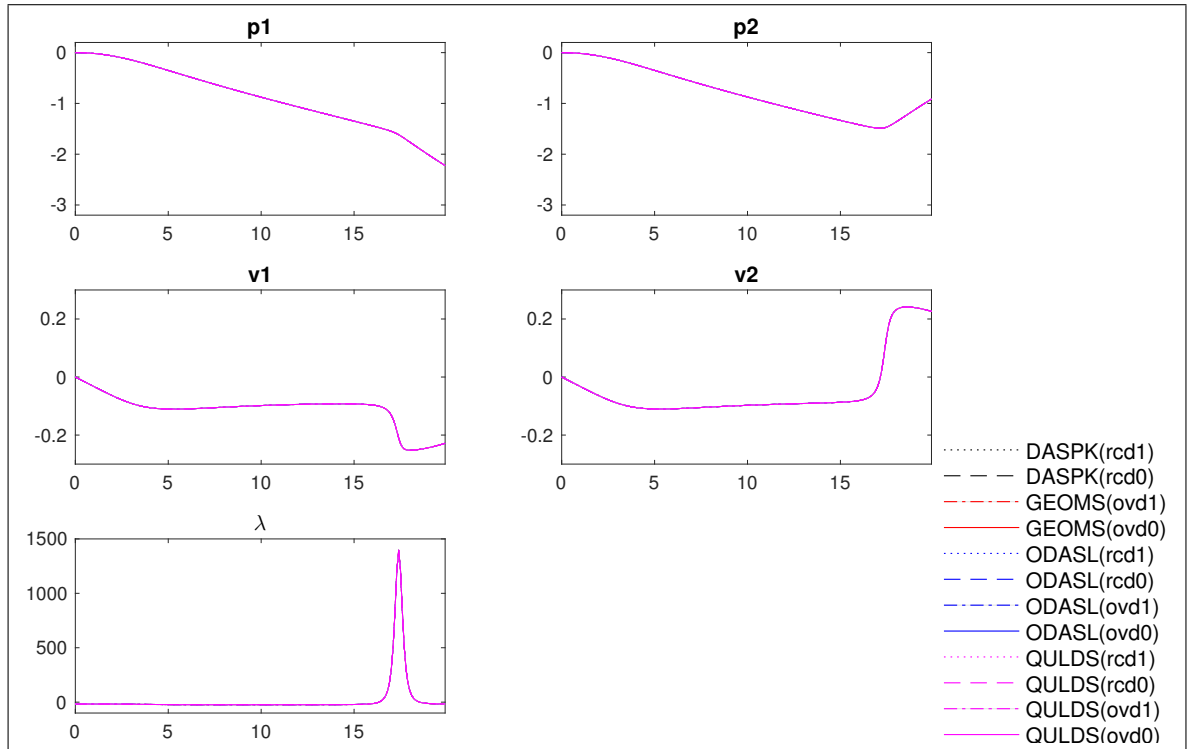 p1
p2
0
-1
-2
-3
0 5 10 15
0
-1
-2
-3
0 5 10 15
v1
v2
0.2
0
-0.2
0 5 10 15
0.2
0
-0.2
0 5 10 15
λ
1500
1000
500
0
0 5 10 15
DASPK(rcd1)
DASPK(rcd0)
GEOMS(ovd1)
GEOMS(ovd0)
ODASL(rcd1)
ODASL(rcd0)
ODASL(ovd1)
ODASL(ovd0)
QULDS(rcd1)
QULDS(rcd0)
QULDS(ovd1)
QULDS(ovd0)